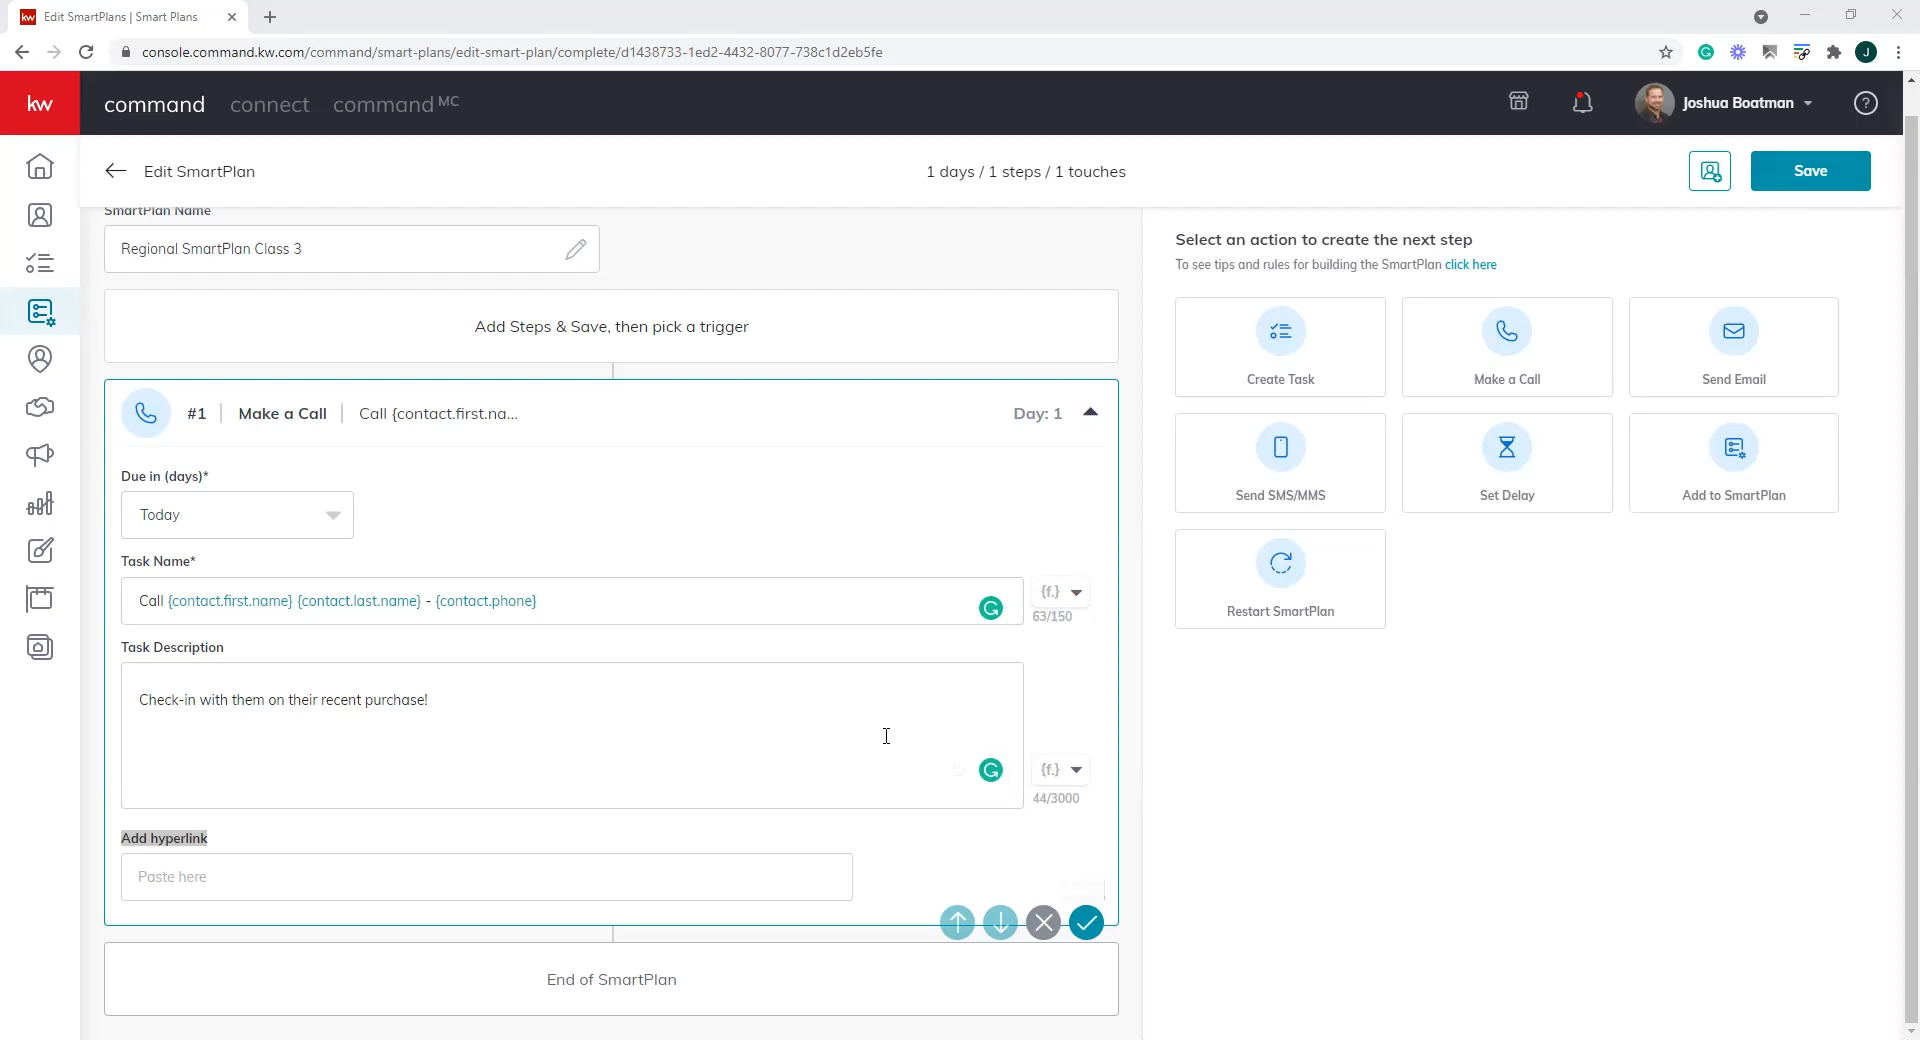 Edit SmartPlans | Smart Plans
console.command.kw.com/command/smart-plans/edit-smart-plan/complete/d1438733-1ed2-4432-8077-738c1d2eb5fe
J
kw command connect command MC
Joshua Boatman
?
Edit SmartPlan
1 days / 1 steps / 1 touches
Save
SmartPlan Name
Regional SmartPlan Class 3
Add Steps & Save, then pick a trigger
#1 | Make a Call | Call {contact.first.na...
Day: 1
Due in (days)*
Today
Task Name*
Call {contact.first.name} {contact.last.name} - {contact.phone}
{f.}
63/150
Task Description
Check-in with them on their recent purchase!
{f.}
44/3000
Add hyperlink
Paste here
End of SmartPlan
Select an action to create the next step
To see tips and rules for building the SmartPlan click here
Create Task
Make a Call
Send Email
Send SMS/MMS
Set Delay
Add to SmartPlan
Restart SmartPlan